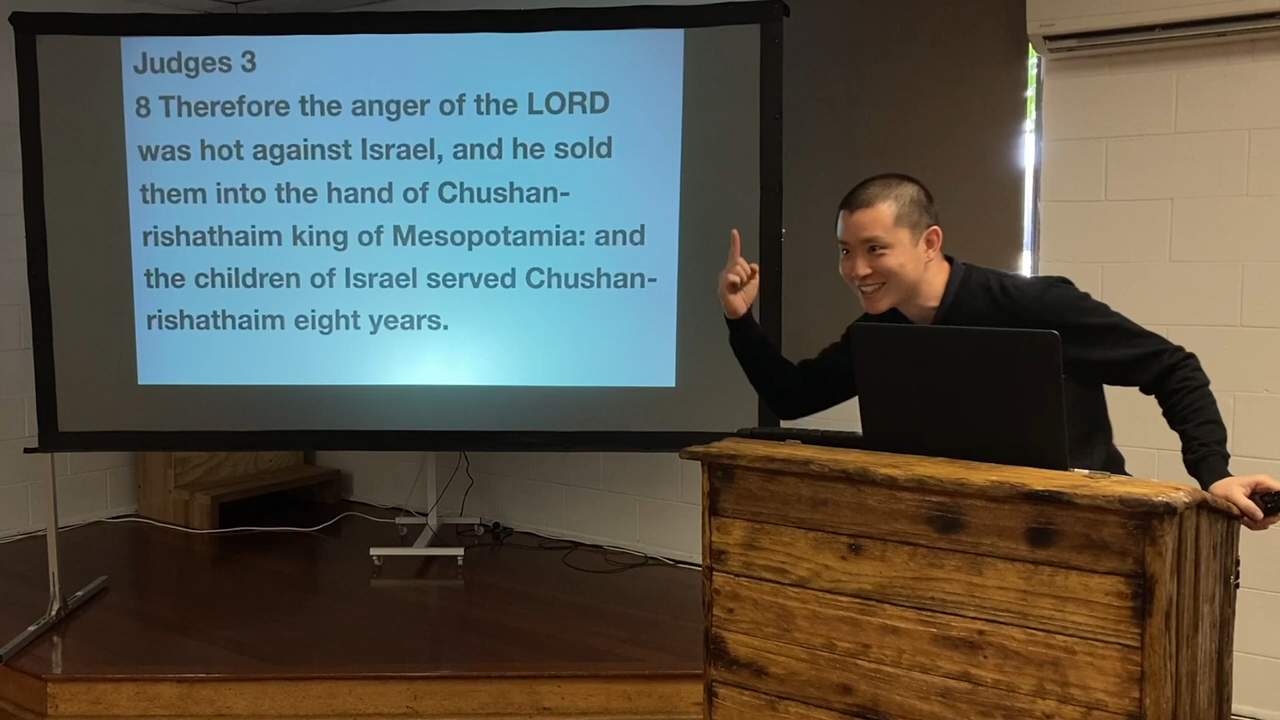 Judges 3
8 Therefore the anger of the LORD
was hot against Israel, and he sold
them into the hand of Chushan-
rishathaim king of Mesopotamia: and
the children of Israel served Chushan-
rishathaim eight years.